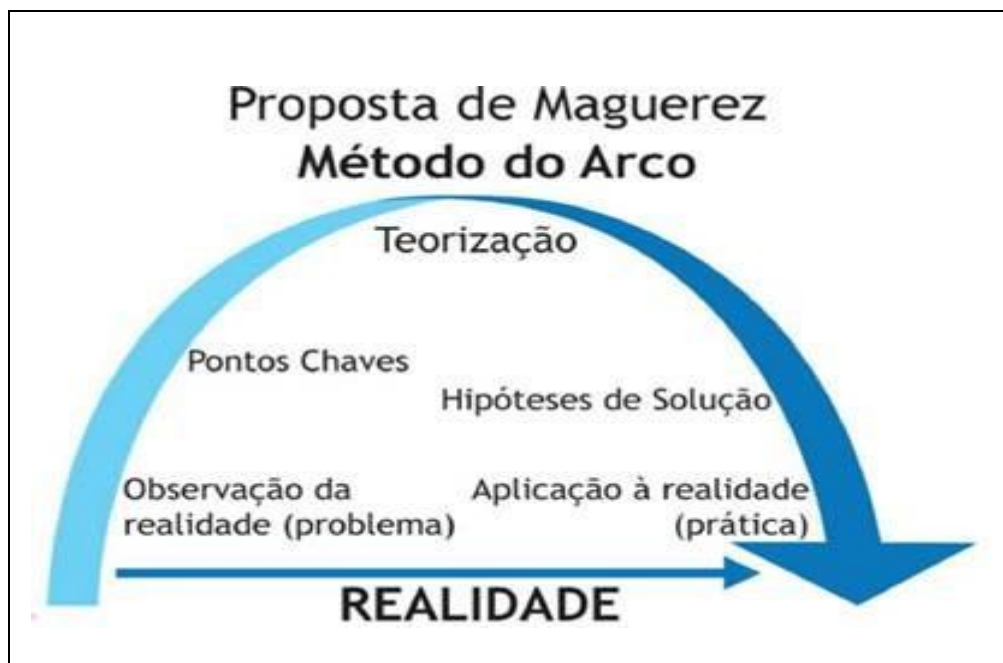 Proposta de Maguerez
Método do Arco
Teorização
Pontos Chaves
Hipóteses de Solução
Observação da
realidade (problema)
Aplicação à realidade
(prática)
REALIDADE